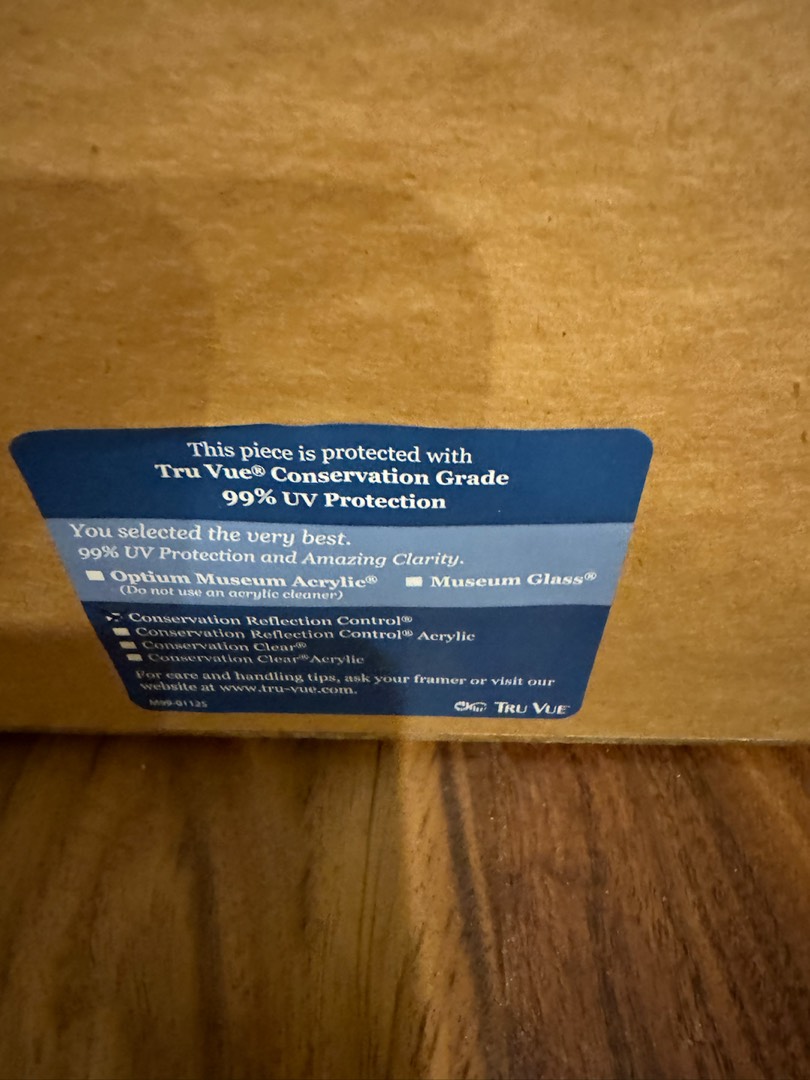 This piece is protected with
Tru Vue® Conservation Grade
99% UV Protection
You selected the very best.
99% UV Protection and Amazing Clarity.
Optium Museum Acrylic® Museum Glass®
(Do not use an acrylic cleaner)
Conservation Reflection Control®
Conservation Reflection Control® Acrylic
Conservation Clear®
Conservation Clear® Acrylic
For care and handling tips, ask your framer or visit our
website at www.tru-vue.com.
M99-01125
TRU VUE®